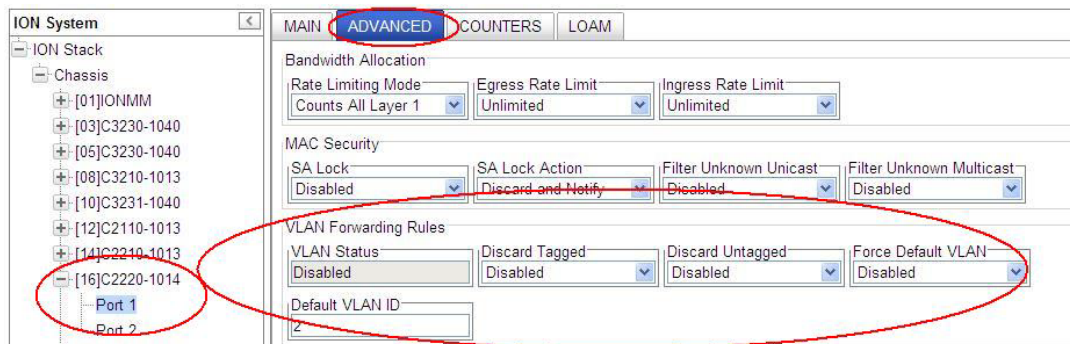 ION System <
ION Stack
Chassis
[01]IONMM
[03]C3230-1040
[05]C3230-1040
[08]C3210-1013
[10]C3231-1040
[12]C2110-1013
[14]C2210-1013
[16]C2220-1014
Port 1
Port 2
MAIN ADVANCED COUNTERS LOAM
Bandwidth Allocation
Rate Limiting Mode Egress Rate Limit Ingress Rate Limit
Counts All Layer 1 Unlimited Unlimited
MAC Security
SA Lock SA Lock Action Filter Unknown Unicast Filter Unknown Multicast
Disabled Discard and Notify Disabled Disabled
VLAN Forwarding Rules
VLAN Status Discard Tagged Discard Untagged Force Default VLAN
Disabled Disabled Disabled Disabled
Default VLAN ID
2